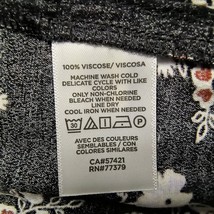 100% VISCOSE/ VISCOSA
MACHINE WASH COLD
DELICATE CYCLE WITH LIKE
COLORS
ONLY NON-CHLORINE
BLEACH WHEN NEEDED
LINE DRY
COOL IRON WHEN NEEDED
30
AVEC DES COULEURS
SEMBLABLES / CON
COLORES SIMILARES
CA#57421
RN#77379